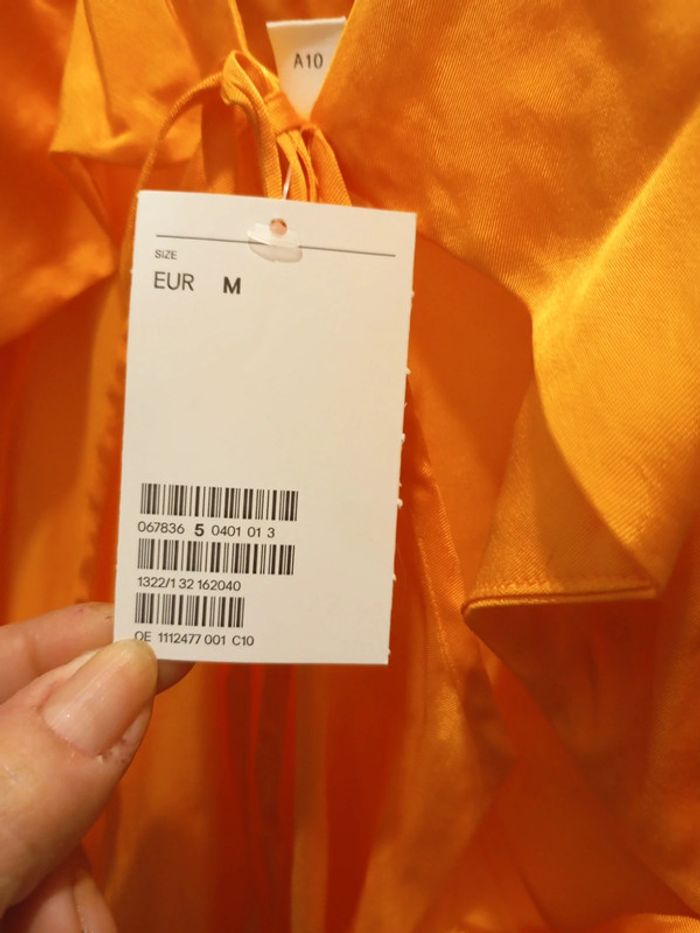 A10
SIZE
EUR M
067836 5 0401 01 3
1322/1 32 162040
OE 1112477 001 C10